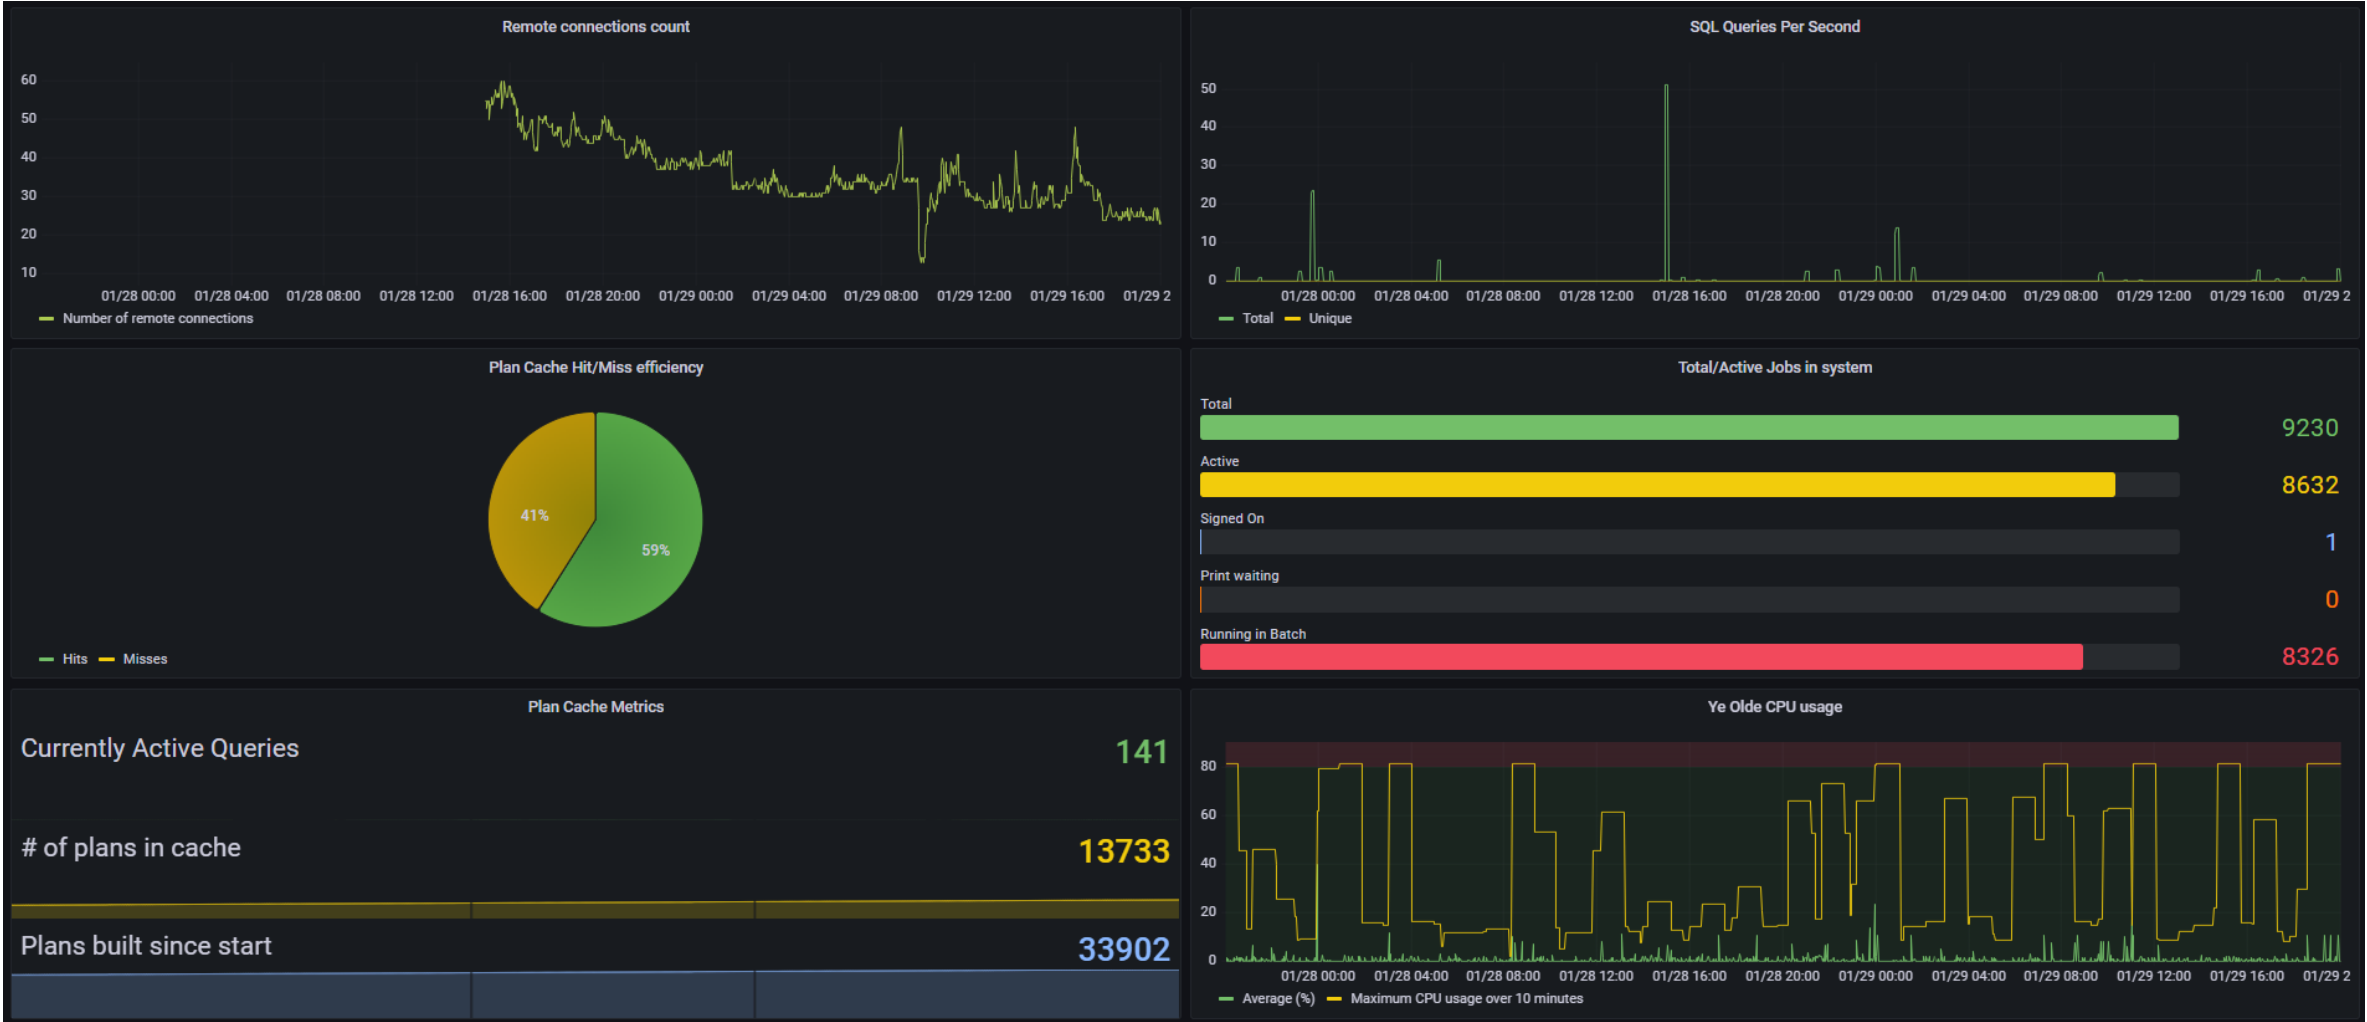 Remote connections count
60
50
40
30
20
10
01/28 00:00 01/28 04:00 01/28 08:00 01/28 12:00 01/28 16:00 01/28 20:00 01/29 00:00 01/29 04:00 01/29 08:00 01/29 12:00 01/29 16:00 01/29 2
Number of remote connections
SQL Queries Per Second
50
40
30
20
10
0
01/28 00:00 01/28 04:00 01/28 08:00 01/28 12:00 01/28 16:00 01/28 20:00 01/29 00:00 01/29 04:00 01/29 08:00 01/29 12:00 01/29 16:00 01/29 2
Total Unique
Plan Cache Hit/Miss efficiency
41%
59%
Hits Misses
Total/Active Jobs in system
Total
9230
Active
8632
Signed On
1
Print waiting
0
Running in Batch
8326
Plan Cache Metrics
Currently Active Queries 141
# of plans in cache 13733
Plans built since start 33902
Ye Olde CPU usage
80
60
40
20
0
01/28 00:00 01/28 04:00 01/28 08:00 01/28 12:00 01/28 16:00 01/28 20:00 01/29 00:00 01/29 04:00 01/29 08:00 01/29 12:00 01/29 16:00 01/29 2
Average (%) Maximum CPU usage over 10 minutes